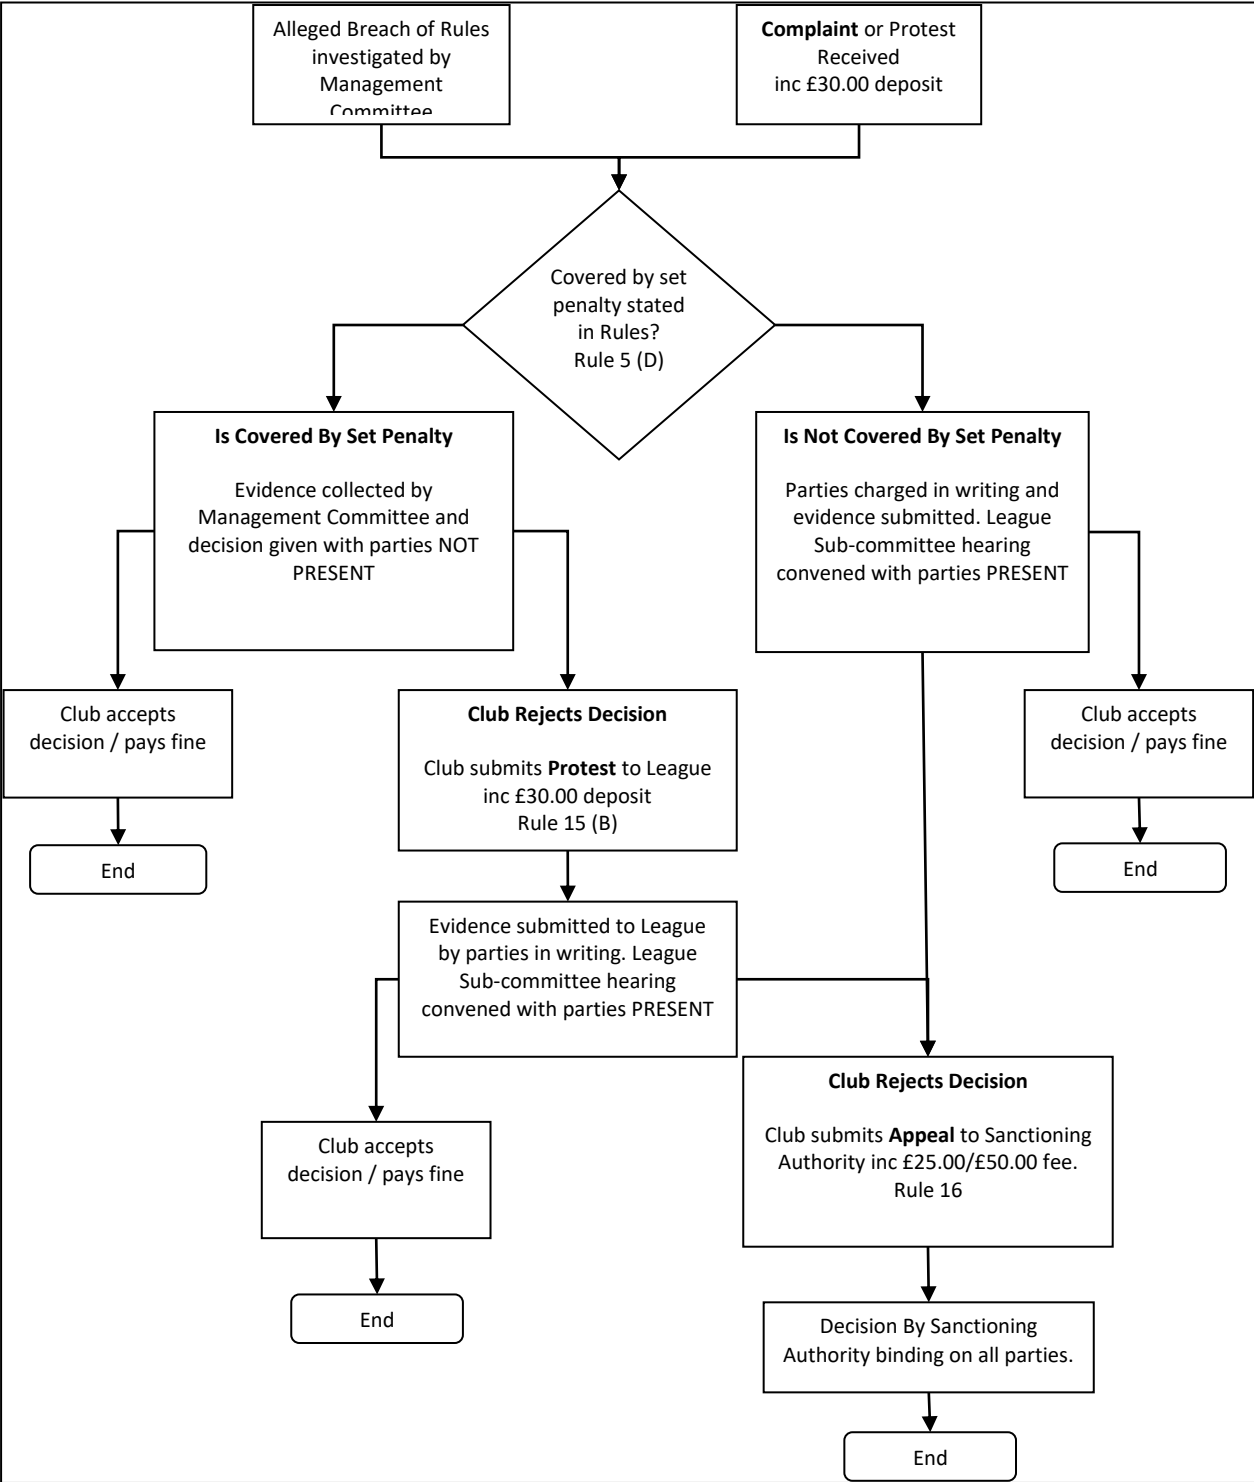 Alleged Breach of Rules
investigated by
Management
Committee
Complaint or Protest
Received
inc £30.00 deposit
Covered by set
penalty stated
in Rules?
Rule 5 (D)
Is Covered By Set Penalty
Evidence collected by
Management Committee and
decision given with parties NOT
PRESENT
Is Not Covered By Set Penalty
Parties charged in writing and
evidence submitted. League
Sub-committee hearing
convened with parties PRESENT
Club accepts
decision / pays fine
Club Rejects Decision
Club submits Protest to League
inc £30.00 deposit
Rule 15 (B)
Club accepts
decision / pays fine
End
End
Evidence submitted to League
by parties in writing. League
Sub-committee hearing
convened with parties PRESENT
Club Rejects Decision
Club submits Appeal to Sanctioning
Authority inc £25.00/£50.00 fee.
Rule 16
Club accepts
decision / pays fine
End
Decision By Sanctioning
Authority binding on all parties.
End